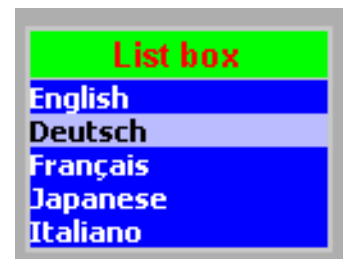 List box
English
Deutsch
Français
Japanese
Italiano